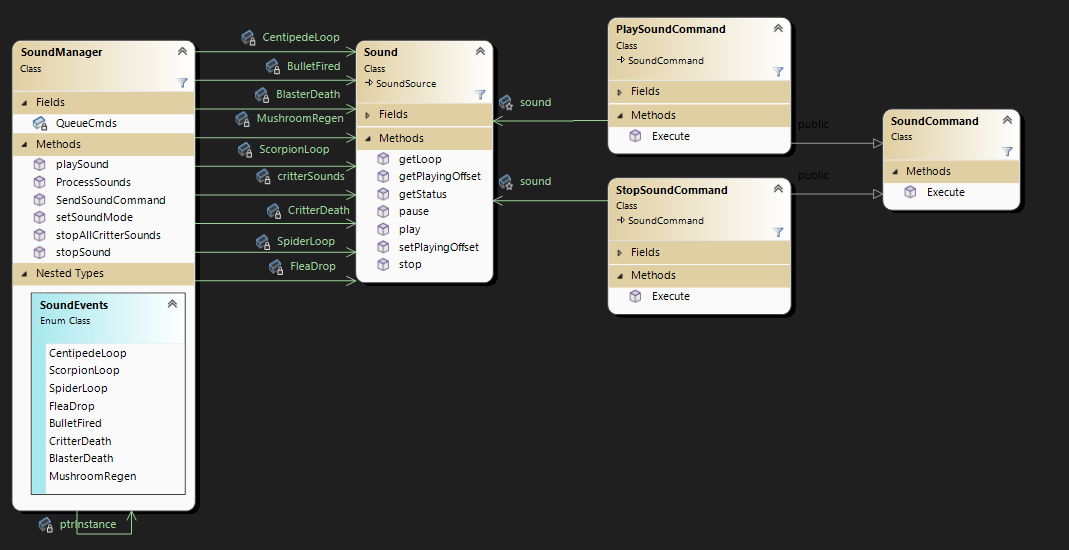 SoundManager
Class
Fields
QueueCmds
Methods
playSound
ProcessSounds
SendSoundCommand
setSoundMode
stopAllCritterSounds
stopSound
Nested Types
SoundEvents
Enum Class
CentipedeLoop
ScorpionLoop
SpiderLoop
FleaDrop
BulletFired
CritterDeath
BlasterDeath
MushroomRegen
ptrInstance
CentipedeLoop
BulletFired
BlasterDeath
MushroomRegen
ScorpionLoop
critterSounds
CritterDeath
SpiderLoop
FleaDrop
Sound
Class
SoundSource
Fields
Methods
getLoop
getPlayingOffset
getStatus
pause
play
setPlayingOffset
stop
sound
sound
PlaySoundCommand
Class
SoundCommand
Fields
Methods
Execute
StopSoundCommand
Class
SoundCommand
Fields
Methods
Execute
public
public
SoundCommand
Class
Methods
Execute